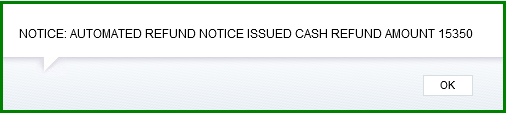 NOTICE: AUTOMATED REFUND NOTICE ISSUED CASH REFUND AMOUNT 15350
OK